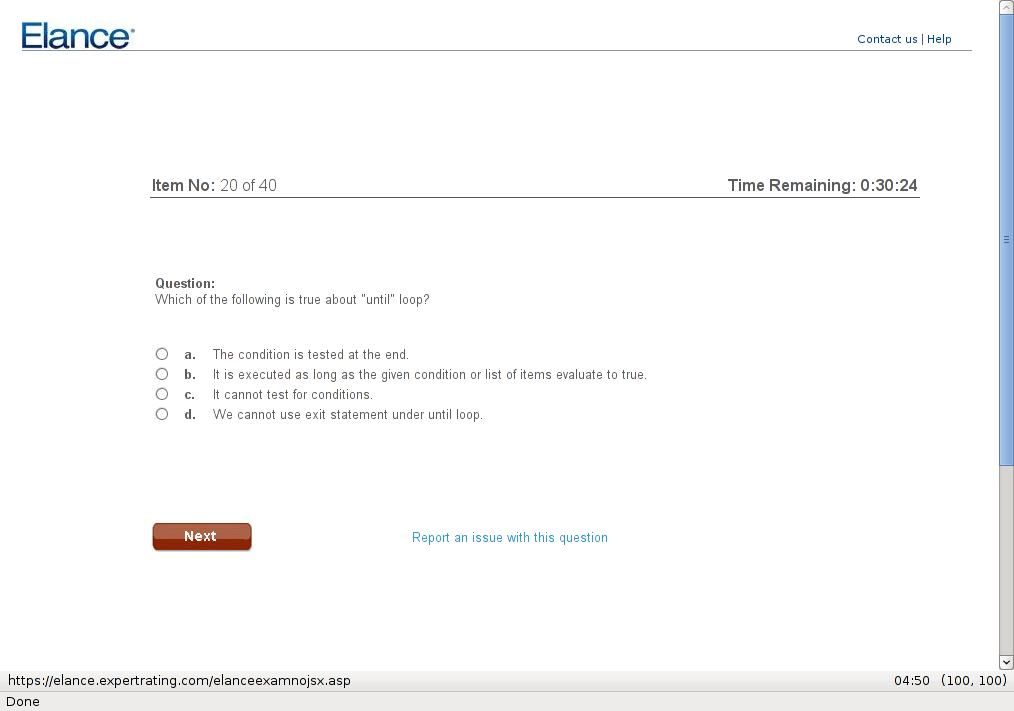 Elance
Contact us | Help
Item No: 20 of 40
Time Remaining: 0:30:24
Question:
Which of the following is true about "until" loop?
a. The condition is tested at the end.
b. It is executed as long as the given condition or list of items evaluate to true.
c. It cannot test for conditions.
d. We cannot use exit statement under until loop.
Next
Report an issue with this question
https://elance.expertrating.com/elanceexamnojsx.asp
04:50 (100, 100)
Done